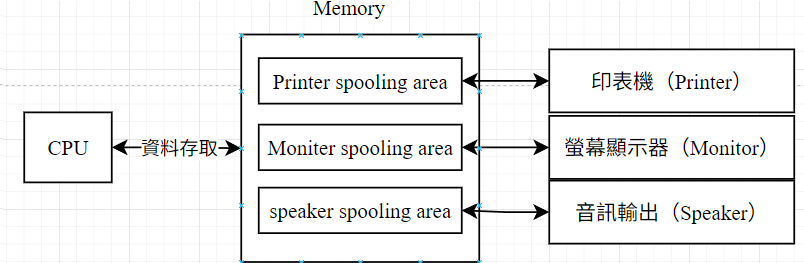 Memory
Printer spooling area
印表機（Printer）
CPU
資料存取
Moniter spooling area
螢幕顯示器（Monitor）
speaker spooling area
音訊輸出（Speaker）